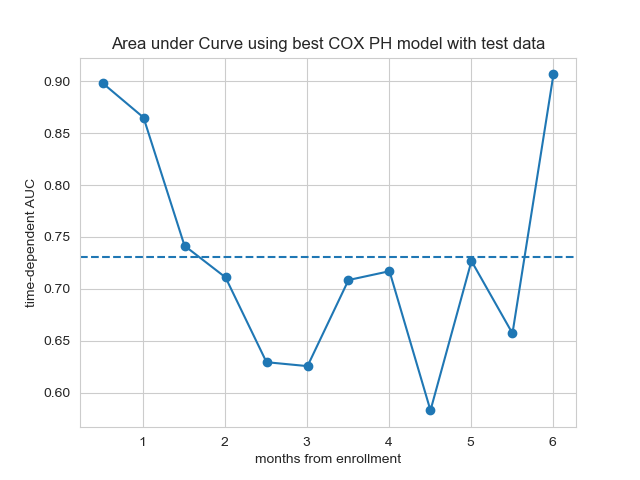 Area under Curve using best COX PH model with test data
0.90
0.85
0.80
0.75
0.70
0.65
0.60
time-dependent AUC
1 2 3 4 5 6
months from enrollment